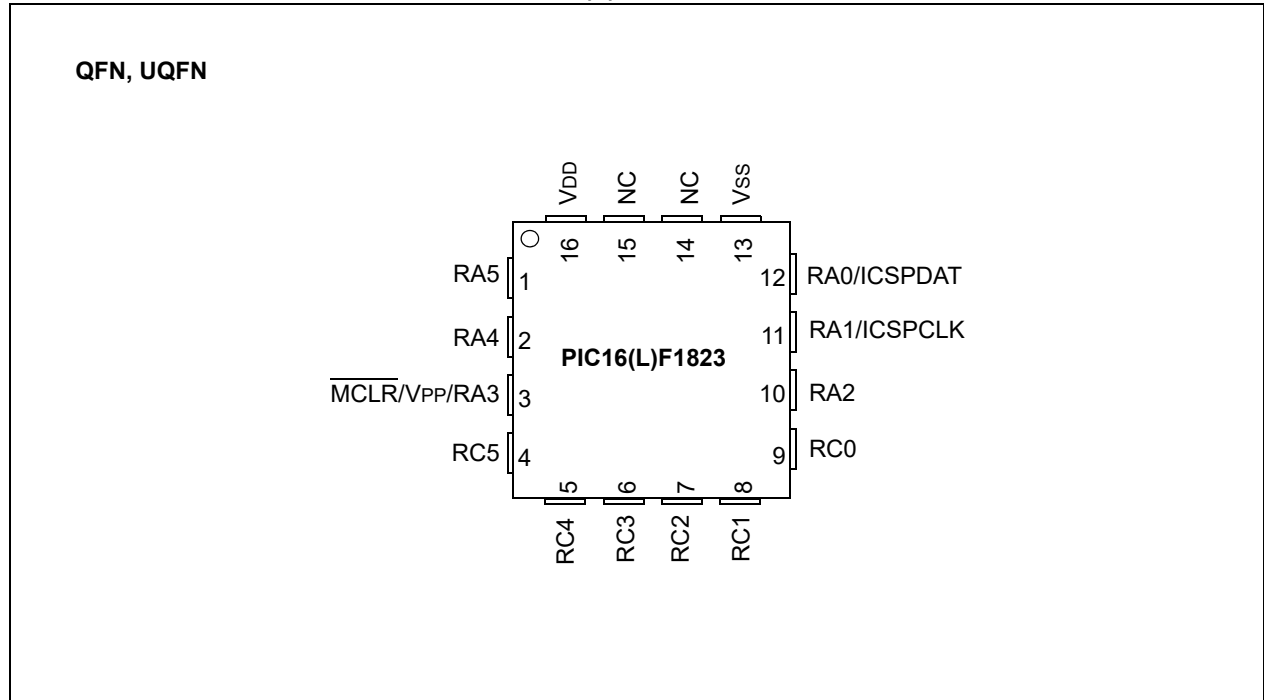 QFN, UQFN
VDD
NC
NC
VSS
16
15
14
13
RA5
1
12
RA0/ICSPDAT
RA4
2
11
RA1/ICSPCLK
PIC16(L)F1823
MCLR/VPP/RA3
3
10
RA2
RC5
4
9
RC0
5
6
7
8
RC4
RC3
RC2
RC1